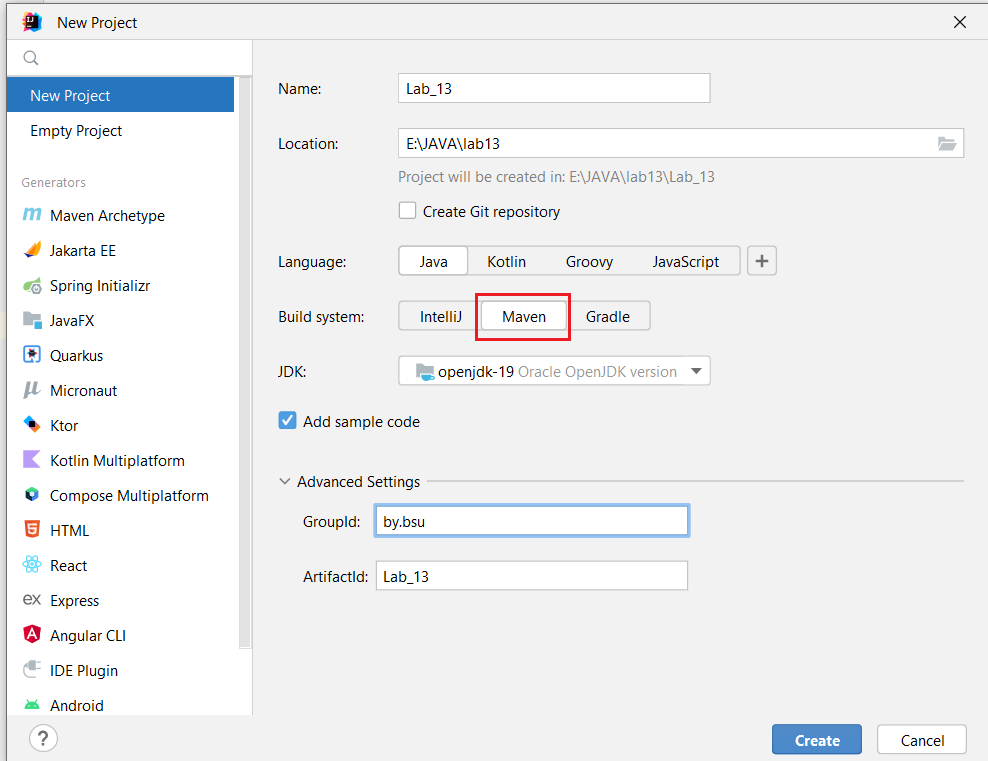 New Project
New Project
Empty Project
Generators
Maven Archetype
Jakarta EE
Spring Initializr
JavaFX
Quarkus
Micronaut
Ktor
Kotlin Multiplatform
Compose Multiplatform
HTML
React
ex Express
Angular CLI
IDE Plugin
Android
?
Name: Lab_13
Location: E:\JAVA\lab13
Project will be created in: E:\JAVA\lab13\Lab_13
Create Git repository
Language: Java Kotlin Groovy JavaScript +
Build system: IntelliJ Maven Gradle
JDK: openjdk-19 Oracle OpenJDK version
Add sample code
Advanced Settings
GroupId: by.bsu
ArtifactId: Lab_13
Create Cancel